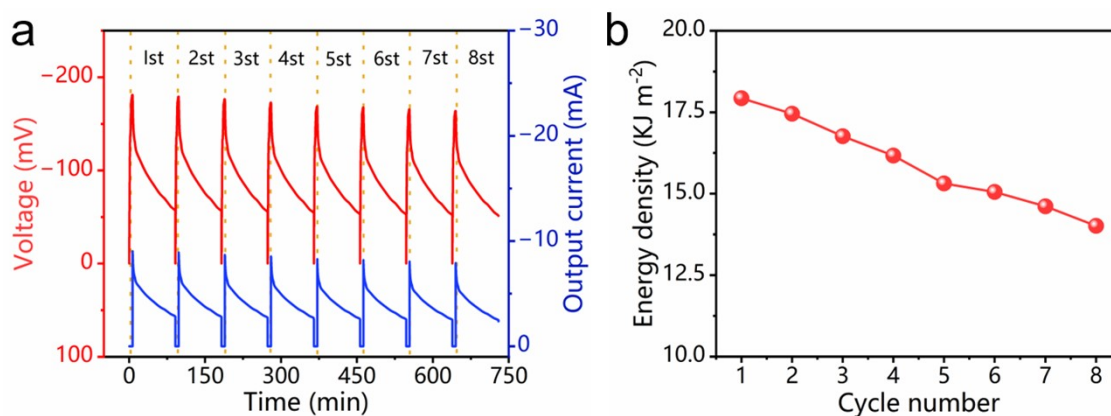 a
−200
−100
0
100
Voltage (mV)
Ist 2st 3st 4st 5st 6st 7st 8st
−30
−20
−10
0
Output current (mA)
0 150 300 450 600 750
Time (min)
b
20.0
17.5
15.0
12.5
10.0
Energy density (KJ m⁻²)
1 2 3 4 5 6 7 8
Cycle number